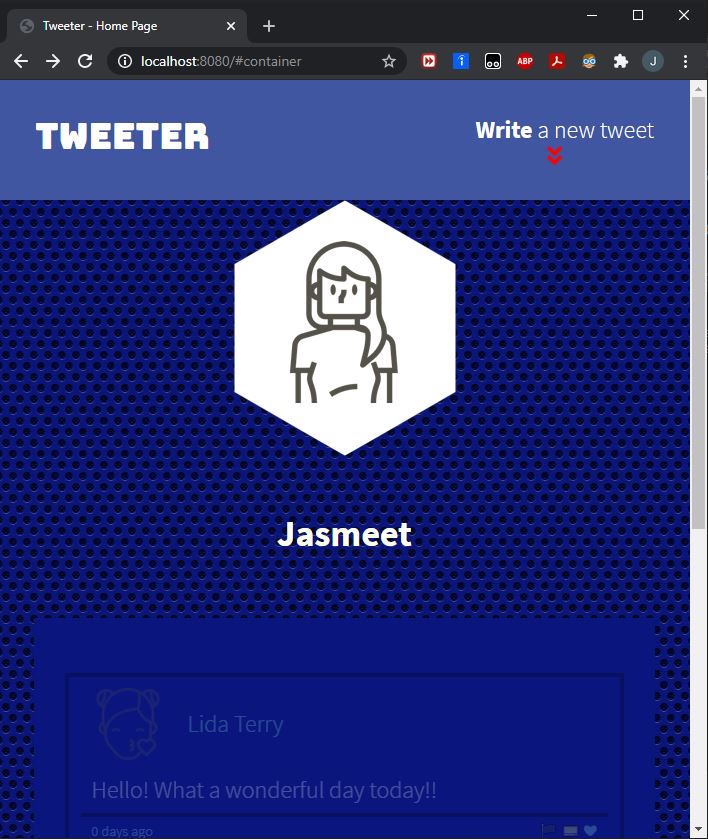 Tweeter - Home Page
localhost:8080/#container
ABP
J
TWEETER
Write a new tweet
Jasmeet
Lida Terry
Hello! What a wonderful day today!!
0 days ago